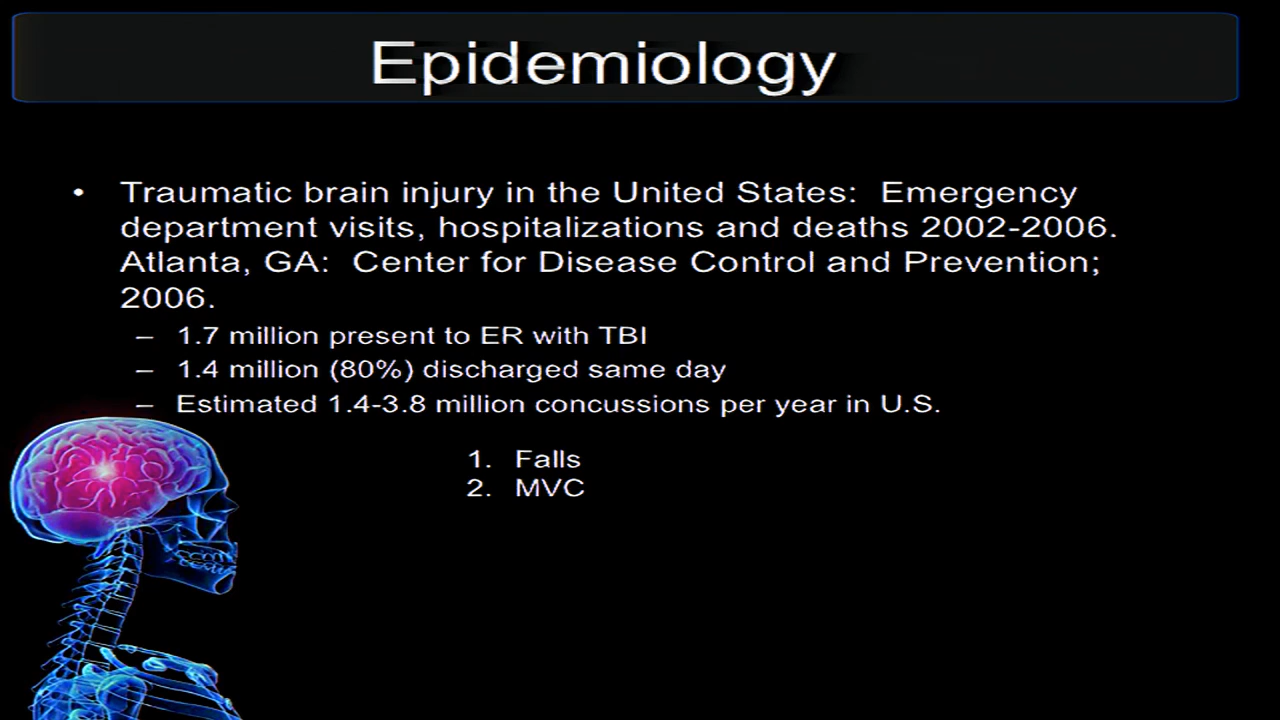 Epidemiology
• Traumatic brain injury in the United States: Emergency
department visits, hospitalizations and deaths 2002-2006.
Atlanta, GA: Center for Disease Control and Prevention;
2006.
– 1.7 million present to ER with TBI
– 1.4 million (80%) discharged same day
– Estimated 1.4-3.8 million concussions per year in U.S.
1. Falls
2. MVC